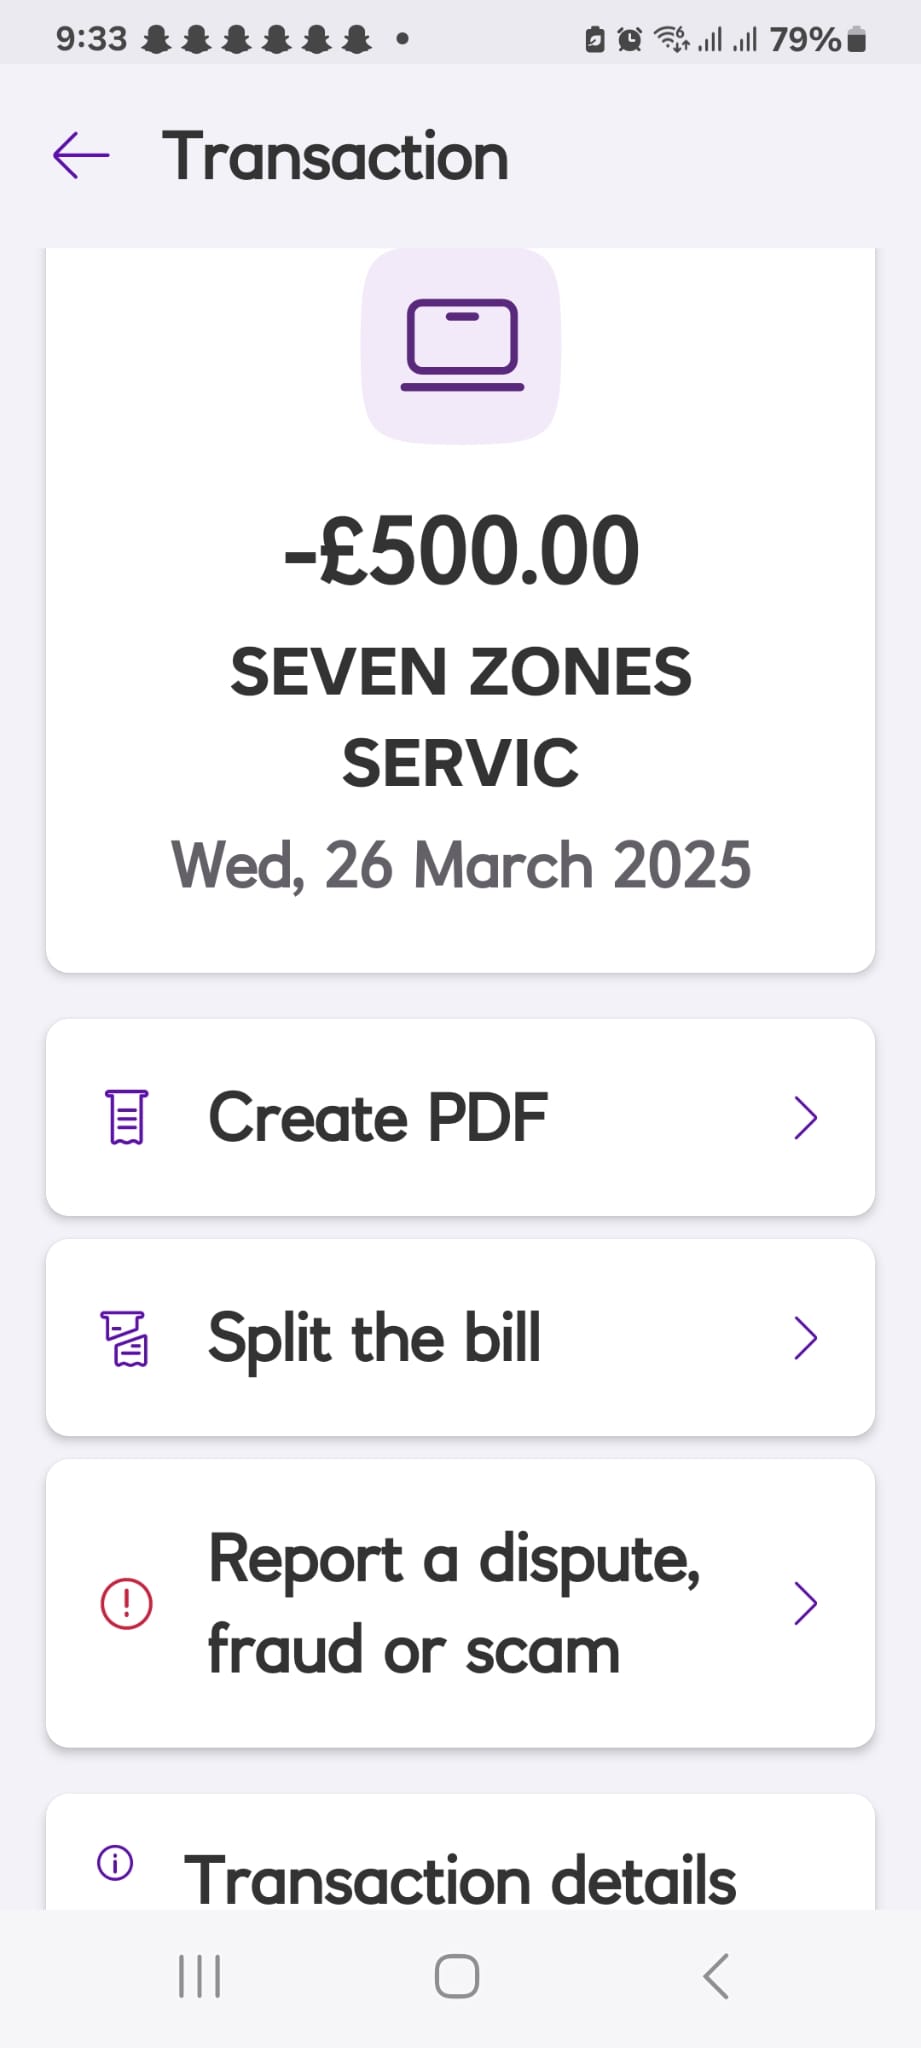 9:33 79%
Transaction
-£500.00
SEVEN ZONES
SERVIC
Wed, 26 March 2025
Create PDF
Split the bill
Report a dispute,
fraud or scam
Transaction details